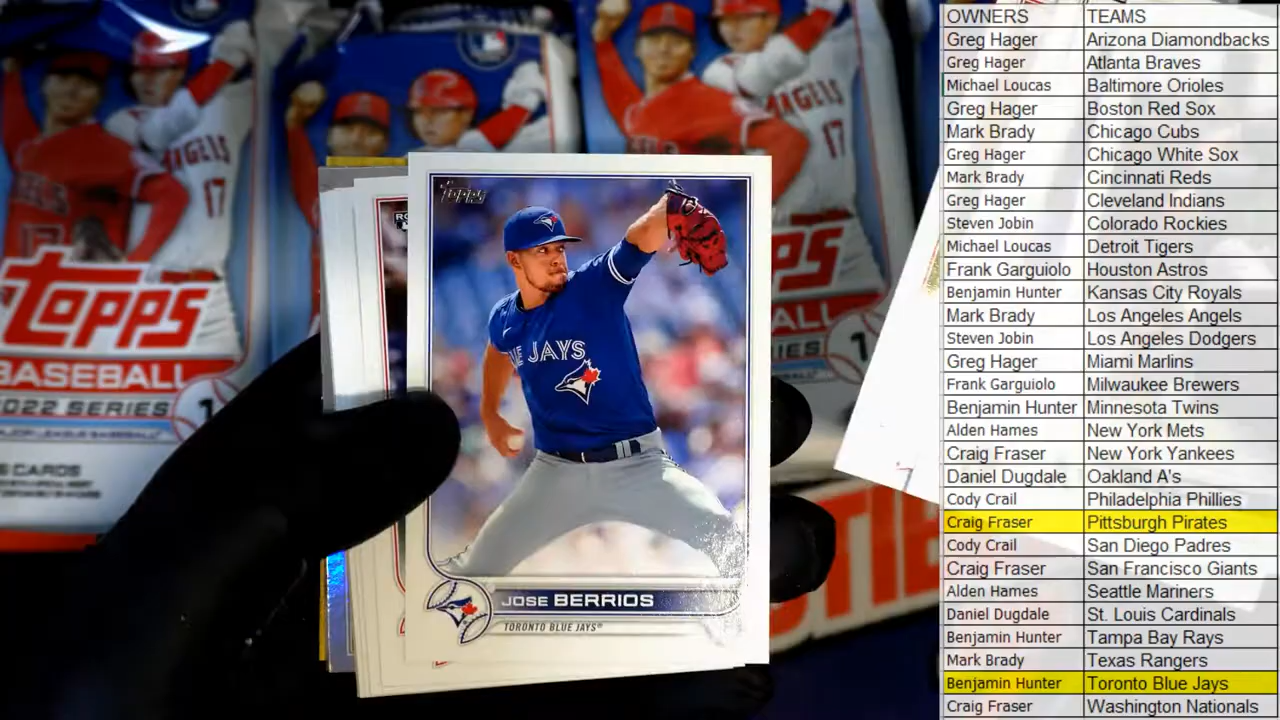 Topps
BASEBALL
2022 SERIES
1
CARDS
ANGELS
17
ANGELS
17
Topps
BLUE JAYS
JOSE BERRIOS
TORONTO BLUE JAYS
OWNERS TEAMS
Greg Hager Arizona Diamondbacks
Greg Hager Atlanta Braves
Michael Loucas Baltimore Orioles
Greg Hager Boston Red Sox
Mark Brady Chicago Cubs
Greg Hager Chicago White Sox
Mark Brady Cincinnati Reds
Greg Hager Cleveland Indians
Steven Jobin Colorado Rockies
Michael Loucas Detroit Tigers
Frank Garguiolo Houston Astros
Benjamin Hunter Kansas City Royals
Mark Brady Los Angeles Angels
Steven Jobin Los Angeles Dodgers
Greg Hager Miami Marlins
Frank Garguiolo Milwaukee Brewers
Benjamin Hunter Minnesota Twins
Alden Hames New York Mets
Craig Fraser New York Yankees
Daniel Dugdale Oakland A's
Cody Crail Philadelphia Phillies
Craig Fraser Pittsburgh Pirates
Cody Crail San Diego Padres
Craig Fraser San Francisco Giants
Alden Hames Seattle Mariners
Daniel Dugdale St. Louis Cardinals
Benjamin Hunter Tampa Bay Rays
Mark Brady Texas Rangers
Benjamin Hunter Toronto Blue Jays
Craig Fraser Washington Nationals